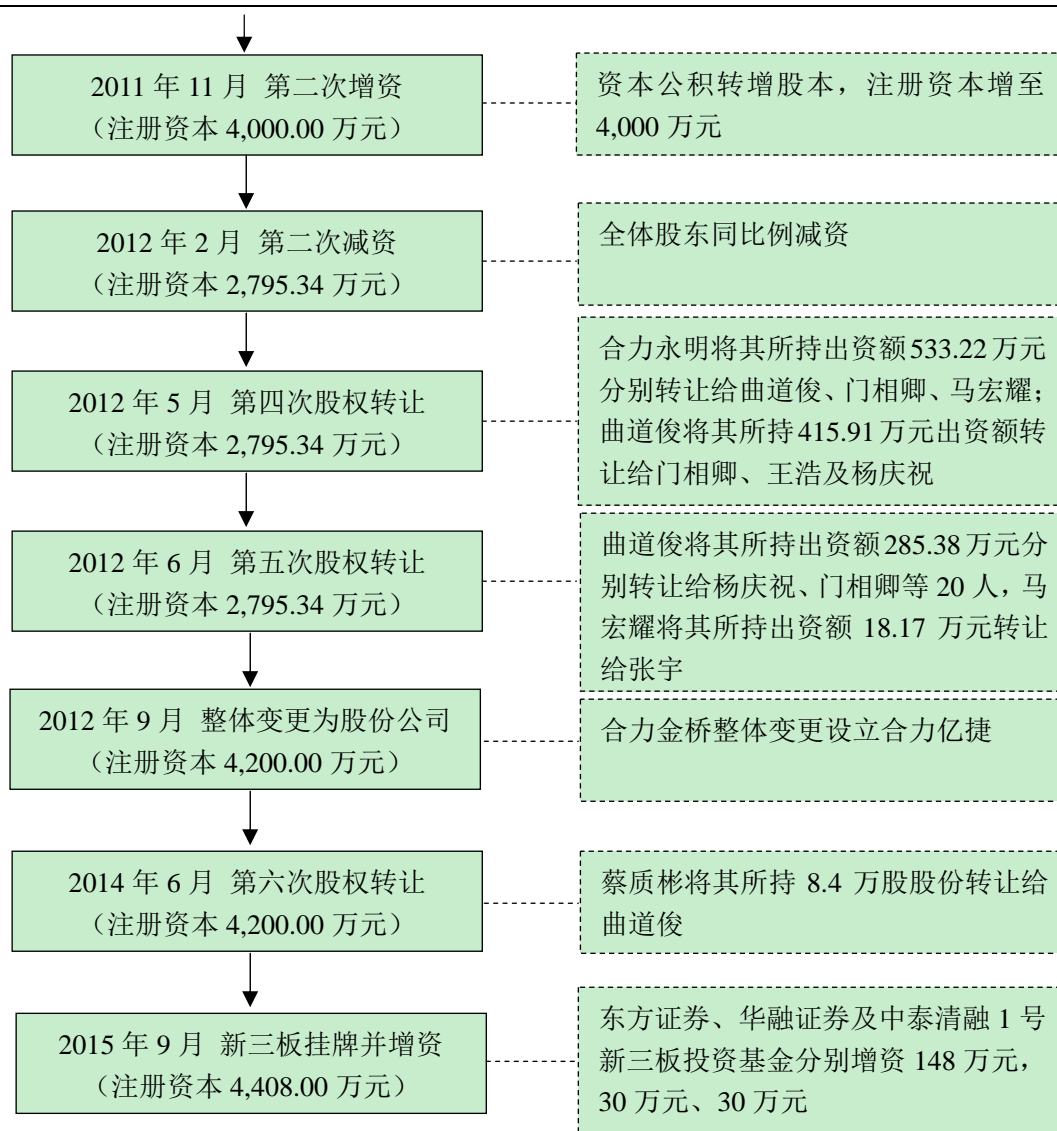 2011 年 11 月 第二次增资
（注册资本 4,000.00 万元）
资本公积转增股本，注册资本增至
4,000 万元
2012 年 2 月 第二次减资
（注册资本 2,795.34 万元）
全体股东同比例减资
2012 年 5 月 第四次股权转让
（注册资本 2,795.34 万元）
合力永明将其所持出资额 533.22 万元
分别转让给曲道俊、门相卿、马宏耀；
曲道俊将其所持 415.91 万元出资额转
让给门相卿、王浩及杨庆祝
2012 年 6 月 第五次股权转让
（注册资本 2,795.34 万元）
曲道俊将其所持出资额 285.38 万元分
别转让给杨庆祝、门相卿等 20 人，马
宏耀将其所持出资额 18.17 万元转让
给张宇
2012 年 9 月 整体变更为股份公司
（注册资本 4,200.00 万元）
合力金桥整体变更设立合力亿捷
2014 年 6 月 第六次股权转让
（注册资本 4,200.00 万元）
蔡质彬将其所持 8.4 万股股份转让给
曲道俊
2015 年 9 月 新三板挂牌并增资
（注册资本 4,408.00 万元）
东方证券、华融证券及中泰清融 1 号
新三板投资基金分别增资 148 万元，
30 万元、30 万元